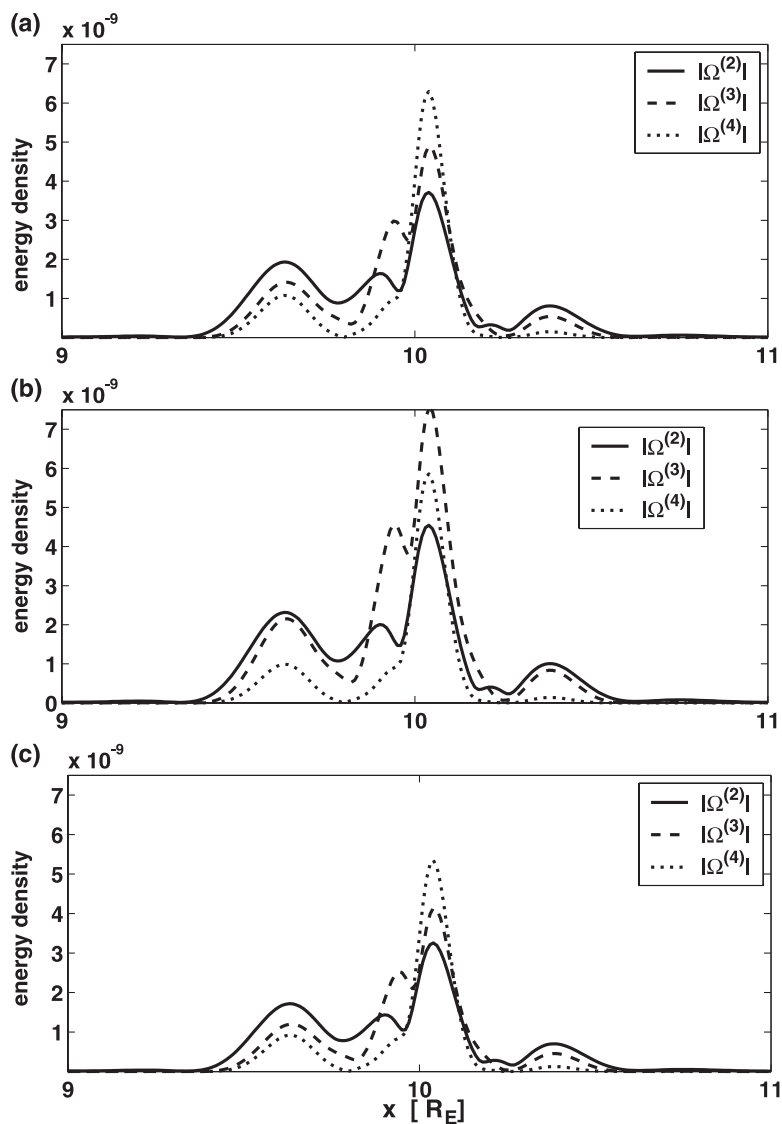 (a)
x 10⁻⁹
energy density
7
6
5
4
3
2
1
9
10
11
|Ω⁽²⁾|
|Ω⁽³⁾|
|Ω⁽⁴⁾|
(b)
x 10⁻⁹
energy density
7
6
5
4
3
2
1
0
9
10
11
|Ω⁽²⁾|
|Ω⁽³⁾|
|Ω⁽⁴⁾|
(c)
x 10⁻⁹
energy density
7
6
5
4
3
2
1
9
10
11
|Ω⁽²⁾|
|Ω⁽³⁾|
|Ω⁽⁴⁾|
x [ R_E]